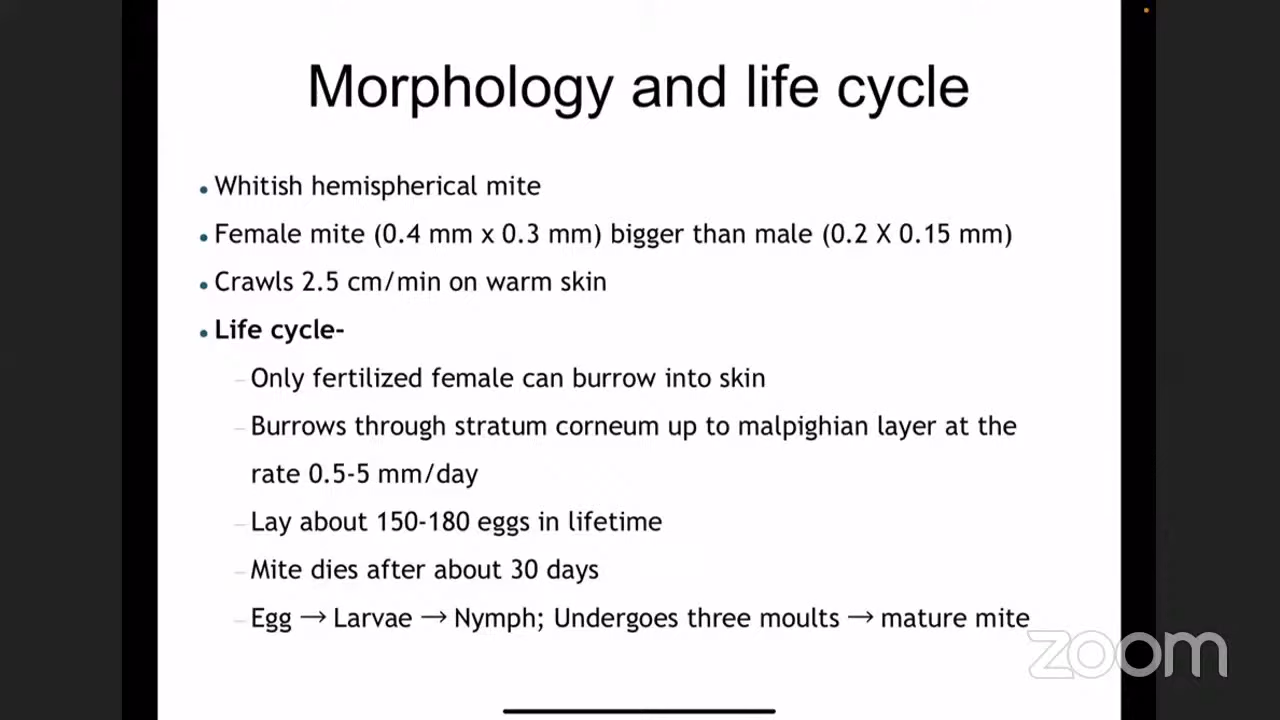 Morphology and life cycle
• Whitish hemispherical mite
• Female mite (0.4 mm x 0.3 mm) bigger than male (0.2 X 0.15 mm)
• Crawls 2.5 cm/min on warm skin
• Life cycle-
– Only fertilized female can burrow into skin
– Burrows through stratum corneum up to malpighian layer at the
rate 0.5-5 mm/day
– Lay about 150-180 eggs in lifetime
– Mite dies after about 30 days
– Egg → Larvae → Nymph; Undergoes three moults → mature mite
zoom